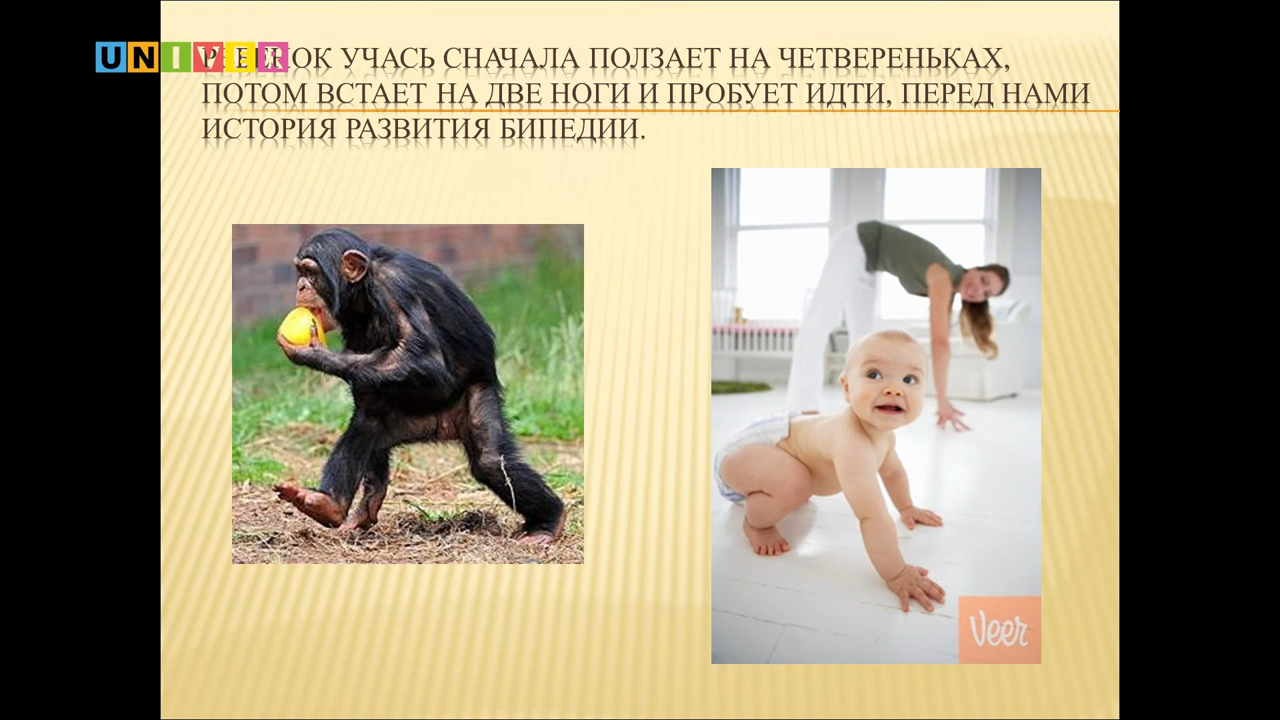 UNIVER
РЕБЕНОК УЧАСЬ СНАЧАЛА ПОЛЗАЕТ НА ЧЕТВЕРЕНЬКАХ,
ПОТОМ ВСТАЕТ НА ДВЕ НОГИ И ПРОБУЕТ ИДТИ, ПЕРЕД НАМИ
ИСТОРИЯ РАЗВИТИЯ БИПЕДИИ.
Veer